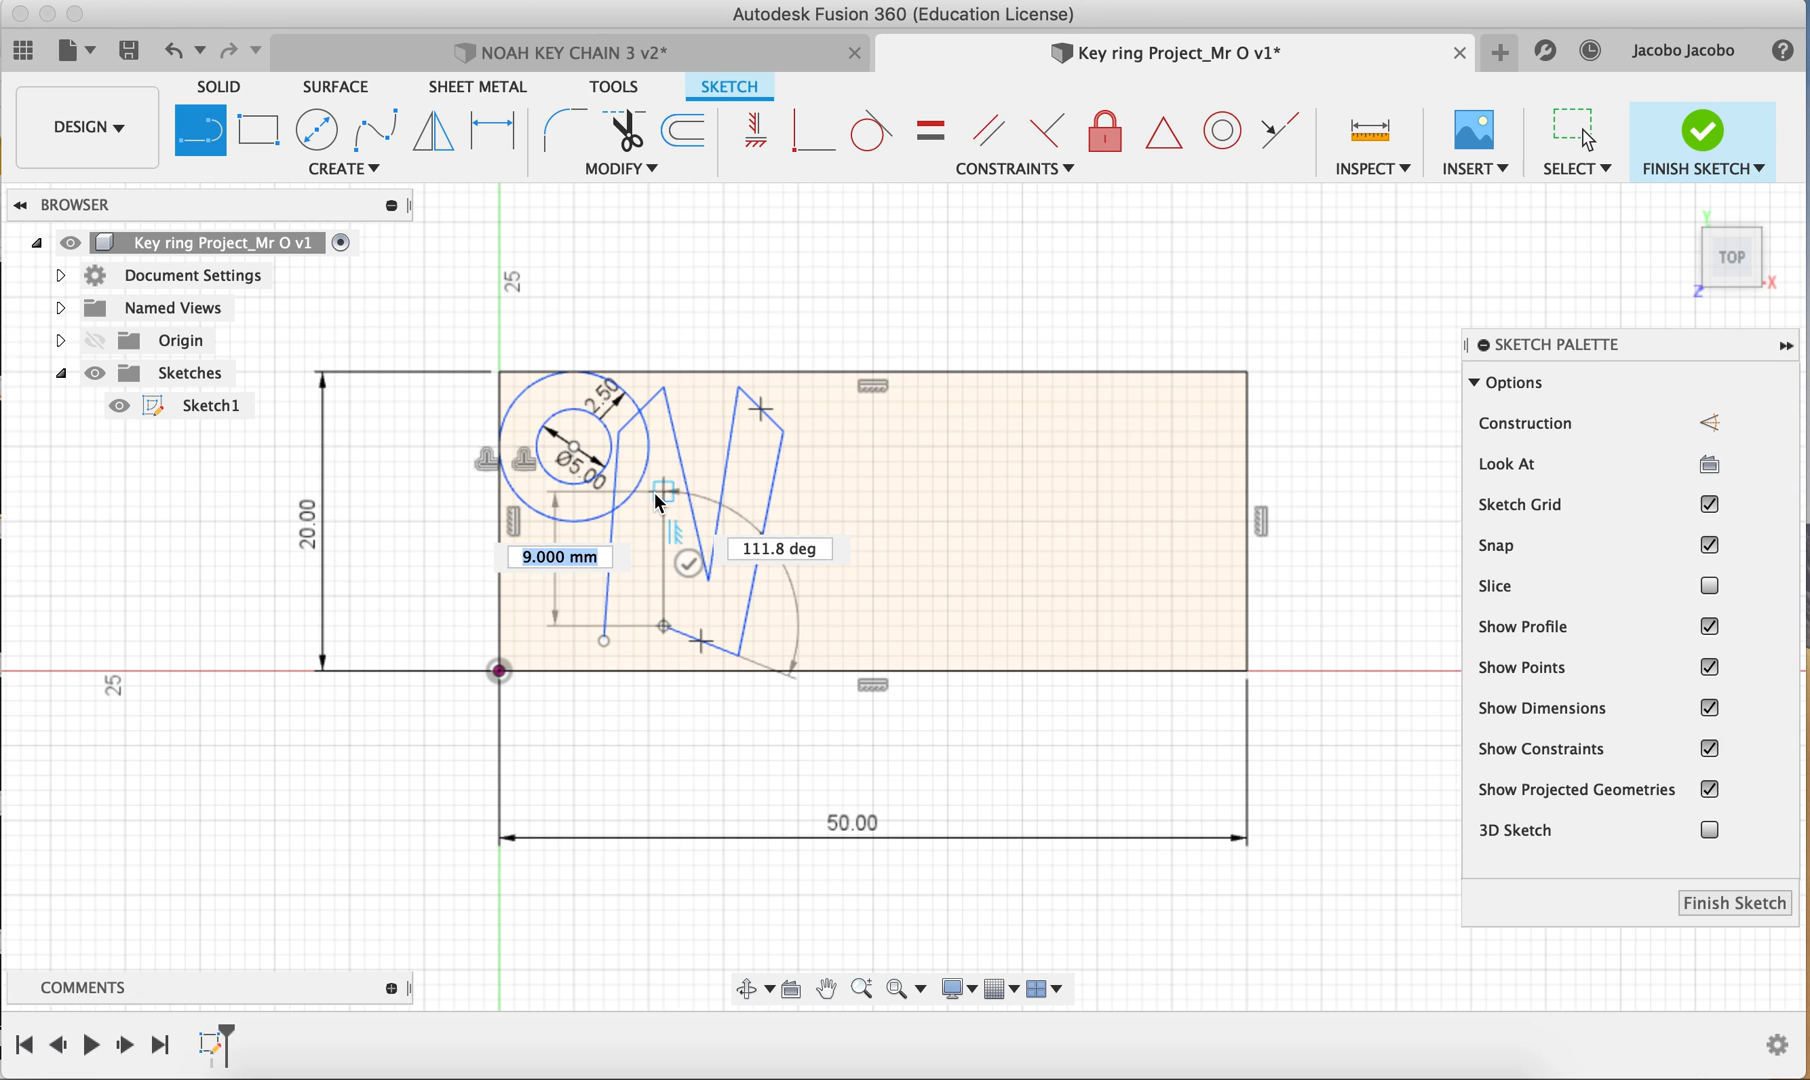 Autodesk Fusion 360 (Education License)
NOAH KEY CHAIN 3 v2*
Key ring Project_Mr O v1*
Jacobo Jacobo
SOLID SURFACE SHEET METAL TOOLS SKETCH
DESIGN
CREATE MODIFY CONSTRAINTS INSPECT INSERT SELECT FINISH SKETCH
BROWSER
Key ring Project_Mr O v1
Document Settings
Named Views
Origin
Sketches
Sketch1
25
TOP
Y
X
Z
2.50
Ø5.00
20.00
9.000 mm
111.8 deg
25
50.00
SKETCH PALETTE
Options
Construction
Look At
Sketch Grid
Snap
Slice
Show Profile
Show Points
Show Dimensions
Show Constraints
Show Projected Geometries
3D Sketch
Finish Sketch
COMMENTS